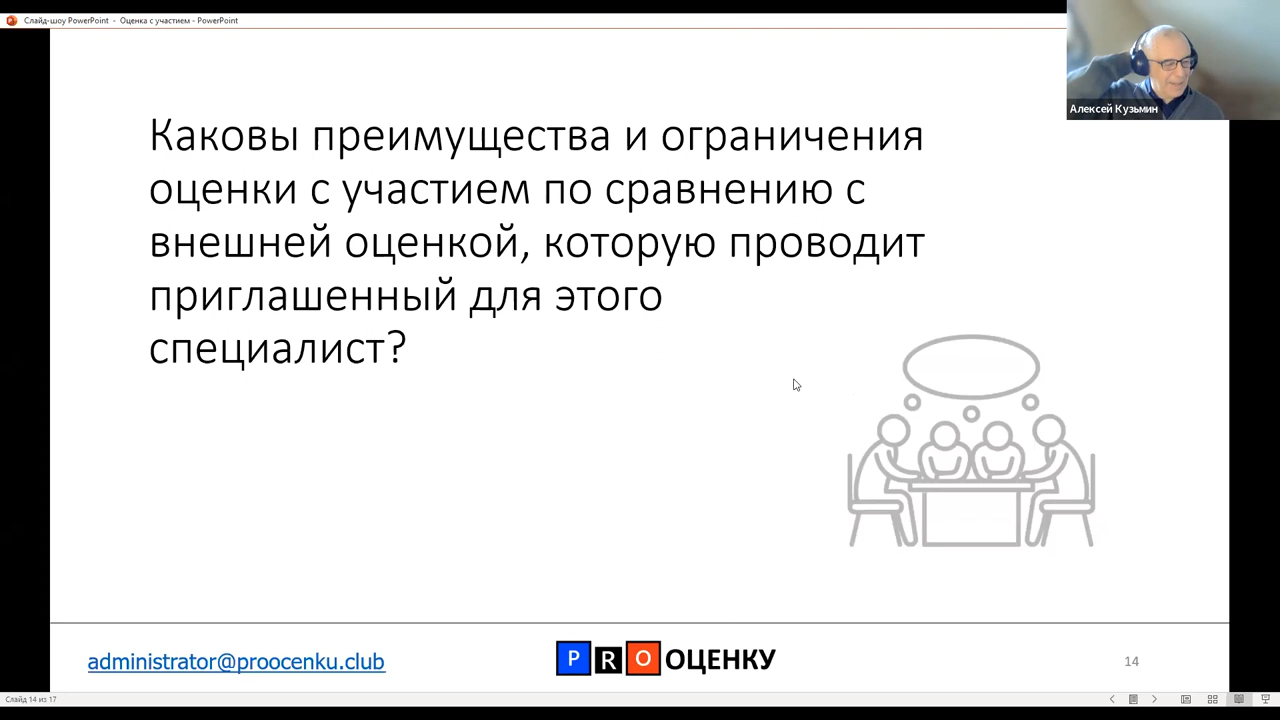 Слайд-шоу PowerPoint - Оценка с участием - PowerPoint
Алексей Кузьмин
Каковы преимущества и ограничения
оценки с участием по сравнению с
внешней оценкой, которую проводит
приглашенный для этого
специалист?
administrator@proocenku.club
PRO ОЦЕНКУ
14
Слайд 14 из 17